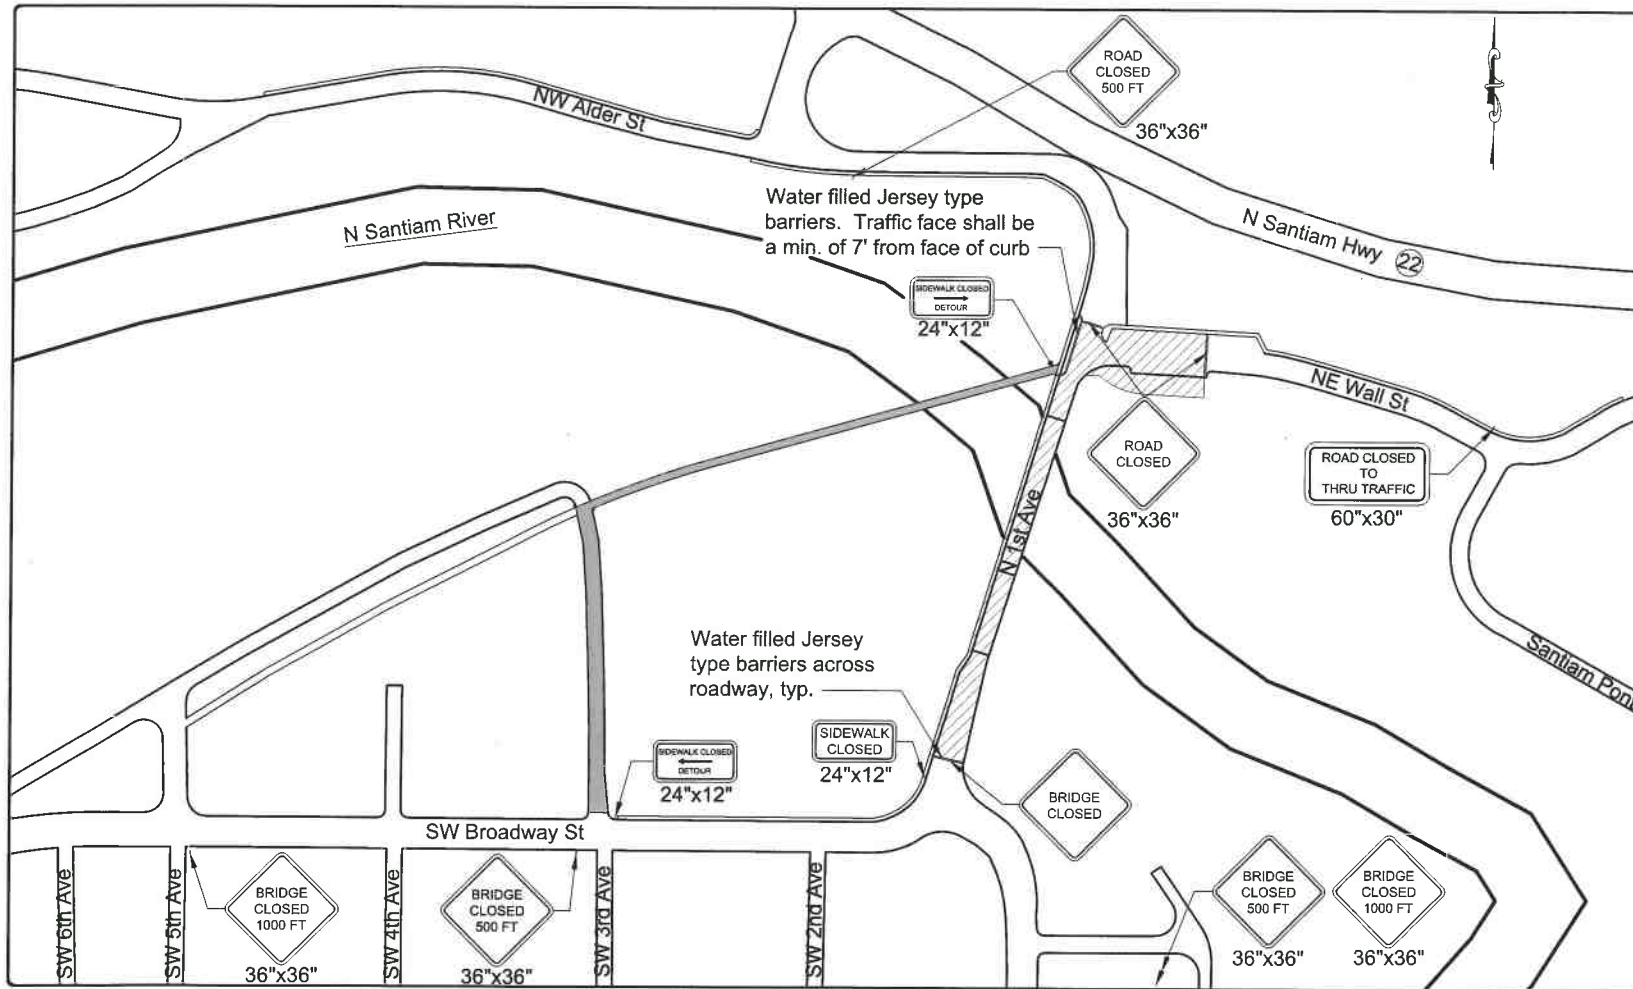 ROAD
CLOSED
500 FT
36"x36"
NW Alder St
Water filled Jersey type
barriers. Traffic face shall be
a min. of 7' from face of curb
N Santiam River
N Santiam Hwy 22
SIDEWALK CLOSED
DETOUR
24"x12"
NE Wall St
ROAD
CLOSED
36"x36"
ROAD CLOSED
TO
THRU TRAFFIC
60"x30"
N 1st Ave
Water filled Jersey
type barriers across
roadway, typ.
Santiam Pon
SIDEWALK CLOSED
DETOUR
24"x12"
SIDEWALK
CLOSED
24"x12"
BRIDGE
CLOSED
SW Broadway St
SW 6th Ave
SW 5th Ave
BRIDGE
CLOSED
1000 FT
36"x36"
SW 4th Ave
BRIDGE
CLOSED
500 FT
36"x36"
SW 3rd Ave
SW 2nd Ave
BRIDGE
CLOSED
500 FT
36"x36"
BRIDGE
CLOSED
1000 FT
36"x36"